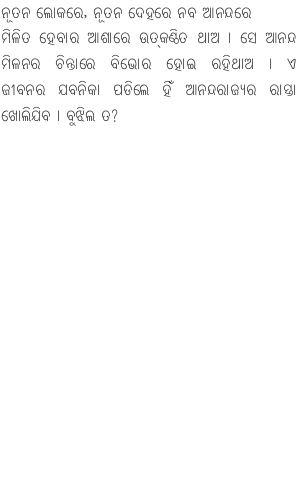 ନୂତନ ଲୋକରେ, ନୂତନ ଦେହରେ ନବ ଆନନ୍ଦରେ
ମିଳିତ ହେବାର ଆଶାରେ ଉତ୍‌କଣ୍ଠିତ ଥାଅ । ସେ ଆନନ୍ଦ
ମିଳନର ଚିନ୍ତାରେ ବିଭୋର ହୋଇ ରହିଥାଅ । ଏ
ଜୀବନର ଯବନିକା ପଡିଲେ ହିଁ ଆନନ୍ଦରାଜ୍ୟର ରାସ୍ତା
ଖୋଲିଯିବ । ବୁଝିଲ ତ?